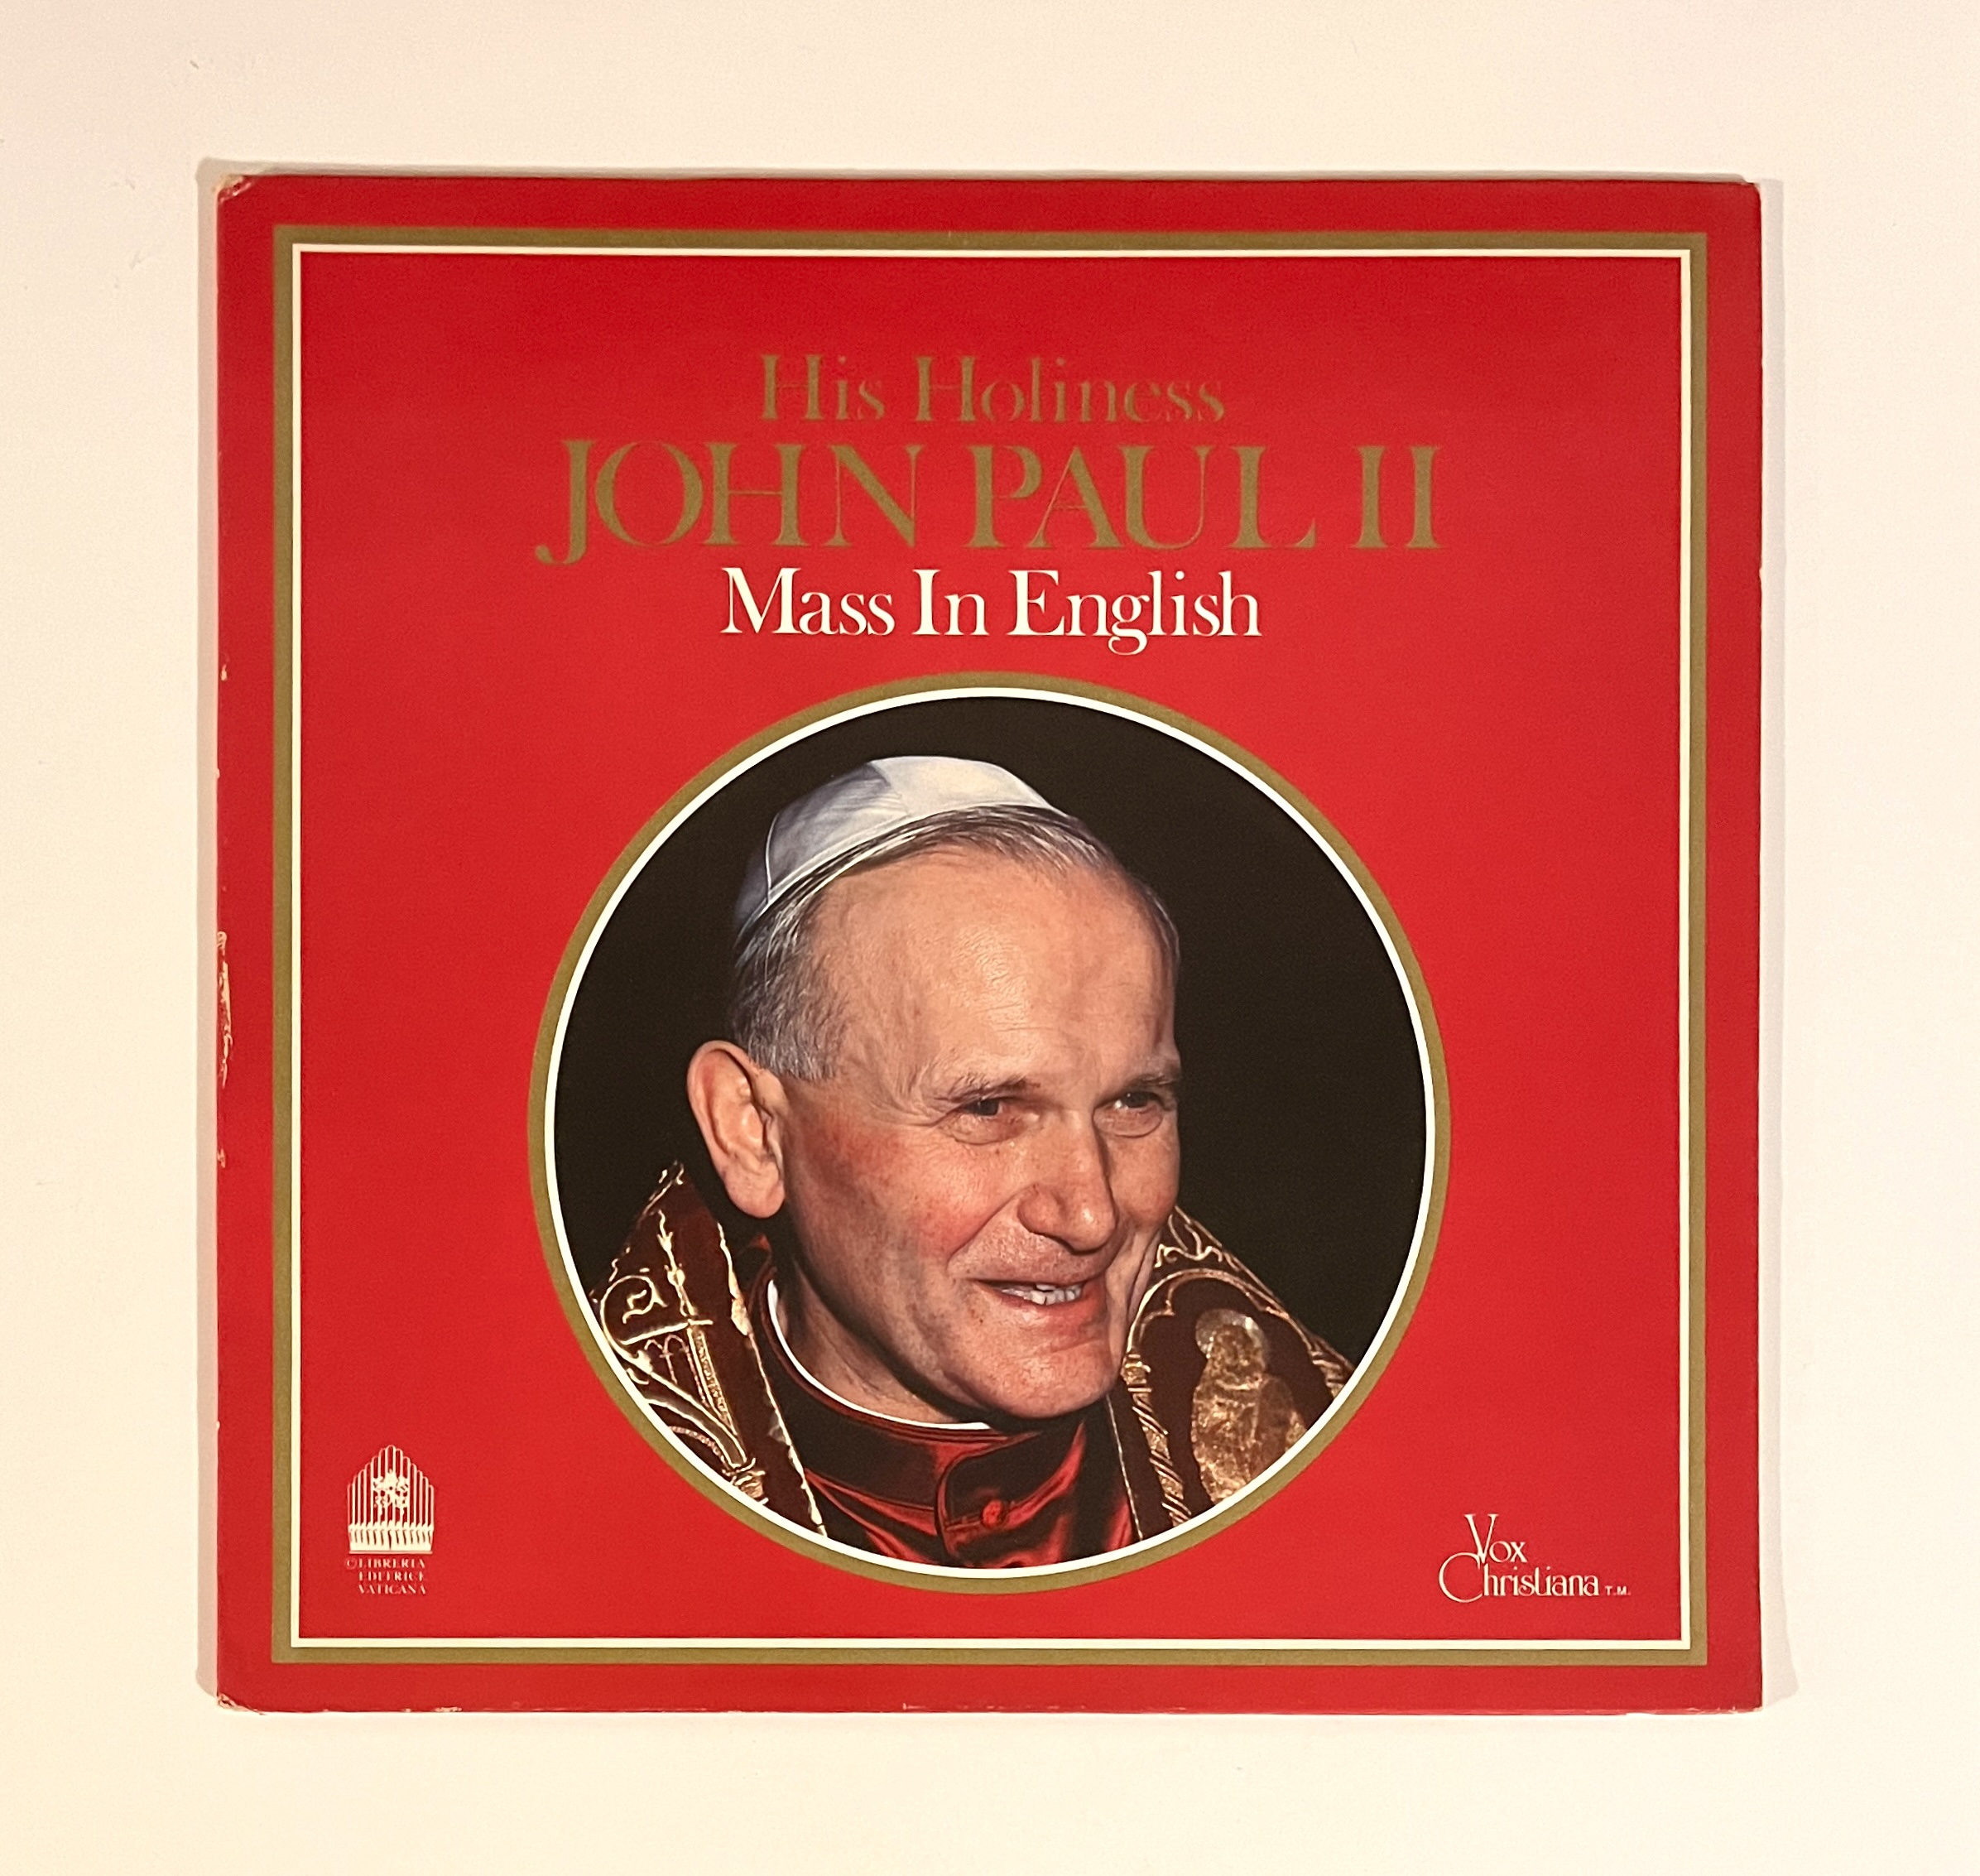 His Holiness
JOHN PAUL II
Mass In English
© LIBRERIA
EDITRICE
VATICANA
Vox
Christiana T.M.